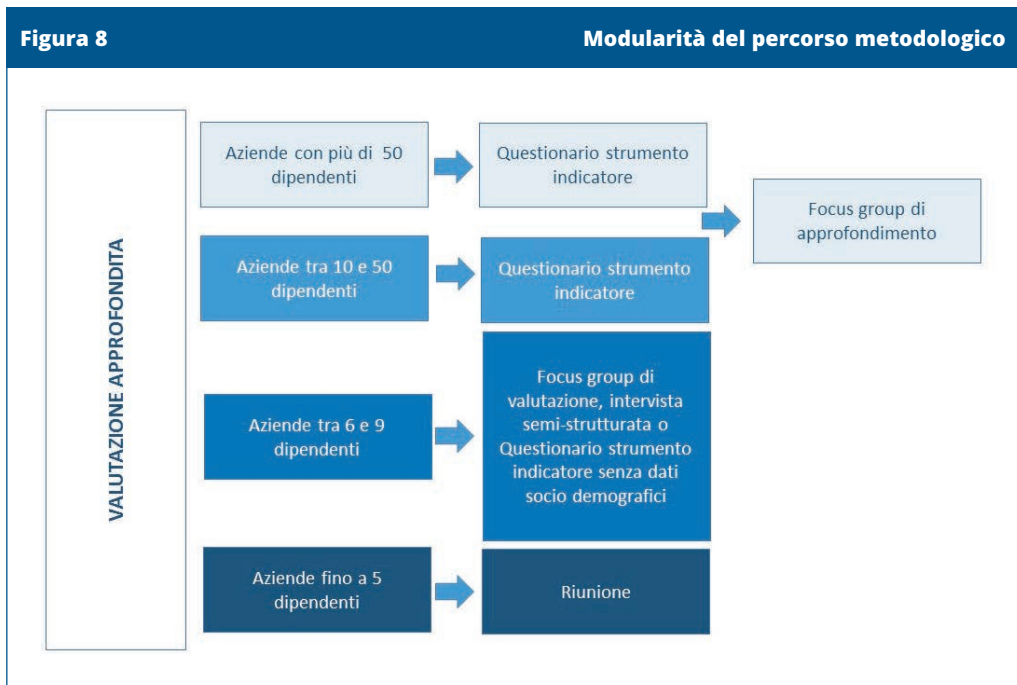 Figura 8
Modularità del percorso metodologico
VALUTAZIONE APPROFONDITA
Aziende con più di 50
dipendenti
Questionario strumento
indicatore
Focus group di
approfondimento
Aziende tra 10 e 50
dipendenti
Questionario strumento
indicatore
Aziende tra 6 e 9
dipendenti
Focus group di
valutazione, intervista
semi-strutturata o
Questionario strumento
indicatore senza dati
socio demografici
Aziende fino a 5
dipendenti
Riunione